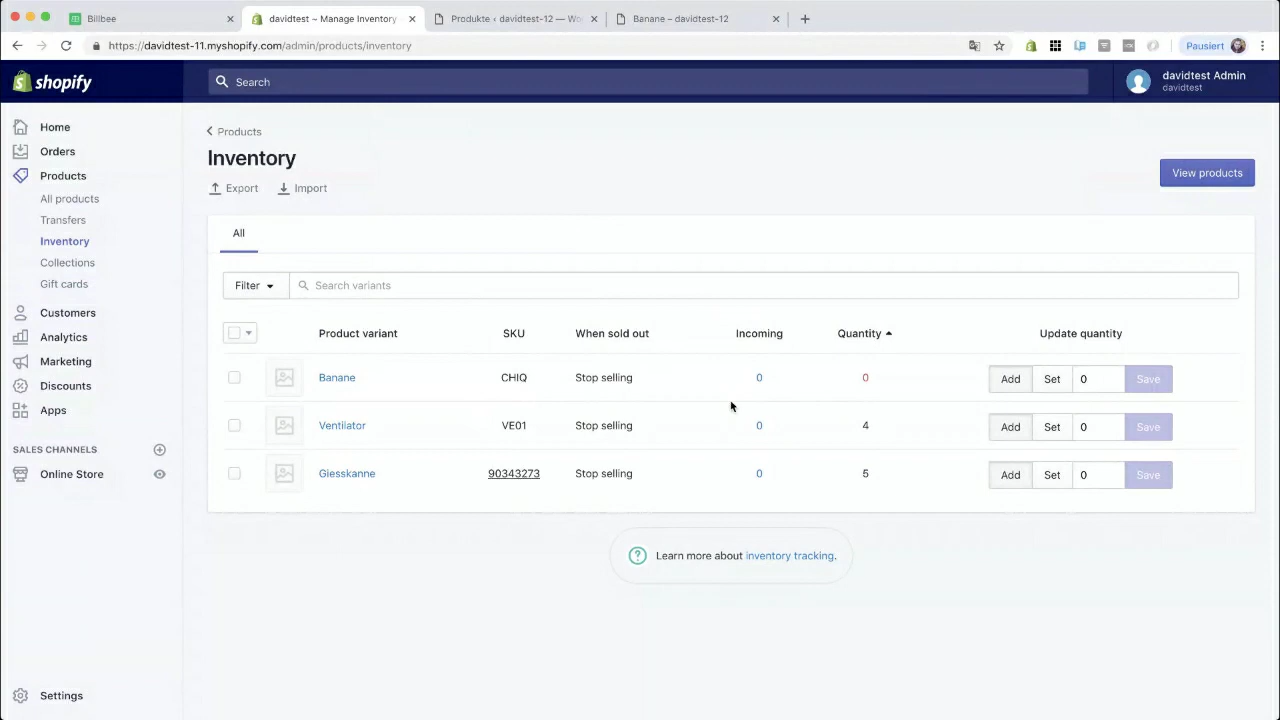 Billbee
davidtest ~ Manage Inventory
Produkte ‹ davidtest-12 — Wo
Banane – davidtest-12
https://davidtest-11.myshopify.com/admin/products/inventory
Pausiert
shopify
Search
davidtest Admin
davidtest
Home
Orders
Products
All products
Transfers
Inventory
Collections
Gift cards
Customers
Analytics
Marketing
Discounts
Apps
SALES CHANNELS
Online Store
Settings
Products
Inventory
Export Import
View products
All
Filter Search variants
Product variant SKU When sold out Incoming Quantity Update quantity
Banane CHIQ Stop selling 0 0 Add Set 0 Save
Ventilator VE01 Stop selling 0 4 Add Set 0 Save
Giesskanne 90343273 Stop selling 0 5 Add Set 0 Save
Learn more about inventory tracking.